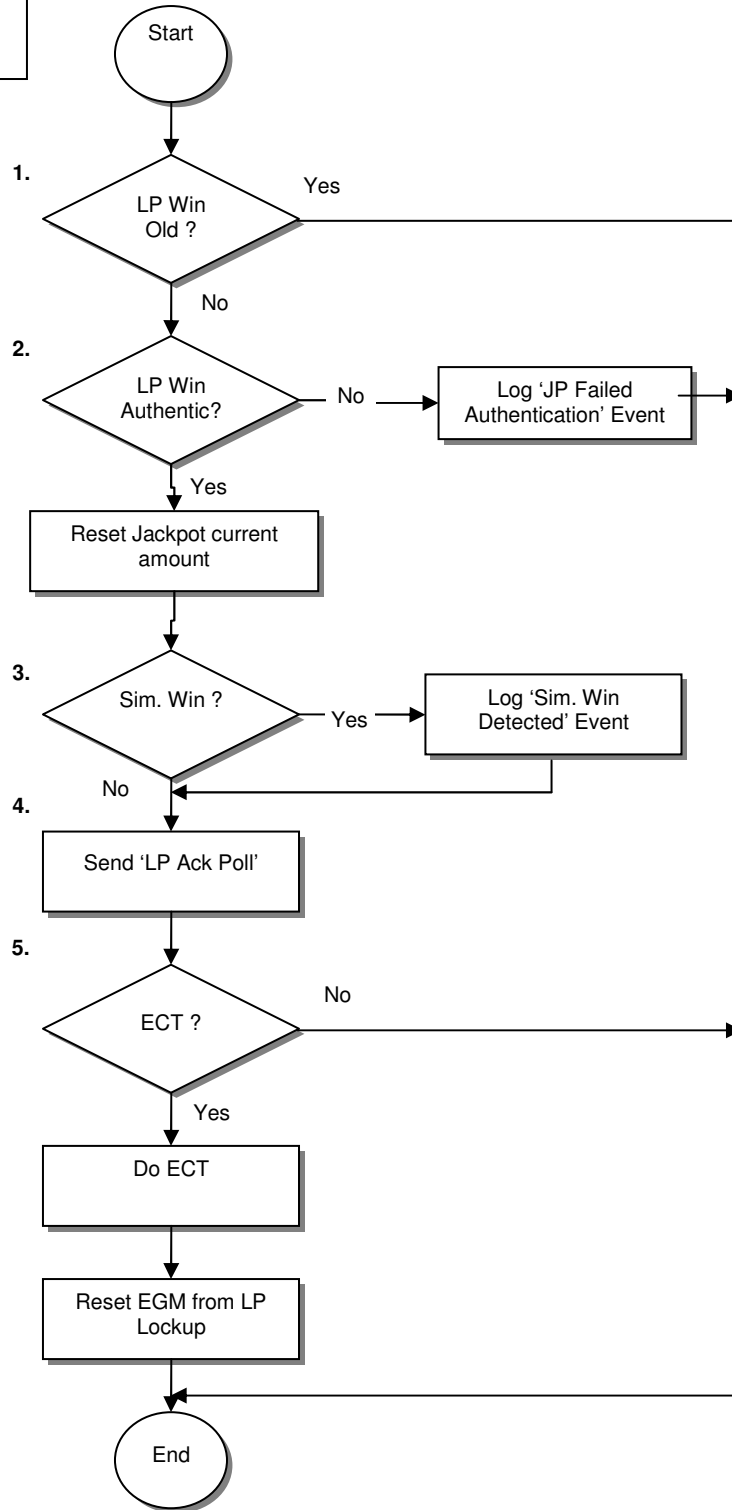 Start
1.
Yes
LP Win
Old ?
No
2.
LP Win
Authentic?
No
Log ‘JP Failed
Authentication’ Event
Yes
Reset Jackpot current
amount
3.
Sim. Win ?
Yes
Log ‘Sim. Win
Detected’ Event
No
4.
Send ‘LP Ack Poll’
5.
No
ECT ?
Yes
Do ECT
Reset EGM from LP
Lockup
End